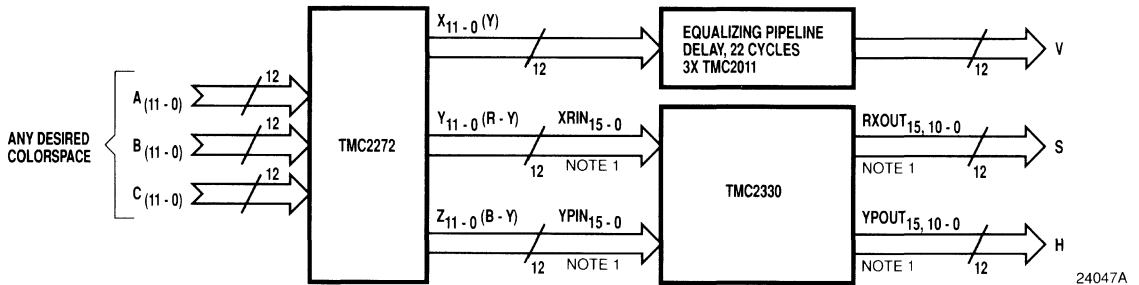 ANY DESIRED
COLORSPACE
A (11 - 0)
12
B (11 - 0)
12
C (11 - 0)
12
TMC2272
X11 - 0 (Y)
12
EQUALIZING PIPELINE
DELAY, 22 CYCLES
3X TMC2011
12
V
Y11 - 0 (R - Y)
XRIN15 - 0
NOTE 1
12
TMC2330
RXOUT15, 10 - 0
NOTE 1
12
S
Z11 - 0 (B - Y)
YPIN15 - 0
12
NOTE 1
YPOUT15, 10 - 0
NOTE 1
12
H
24047A